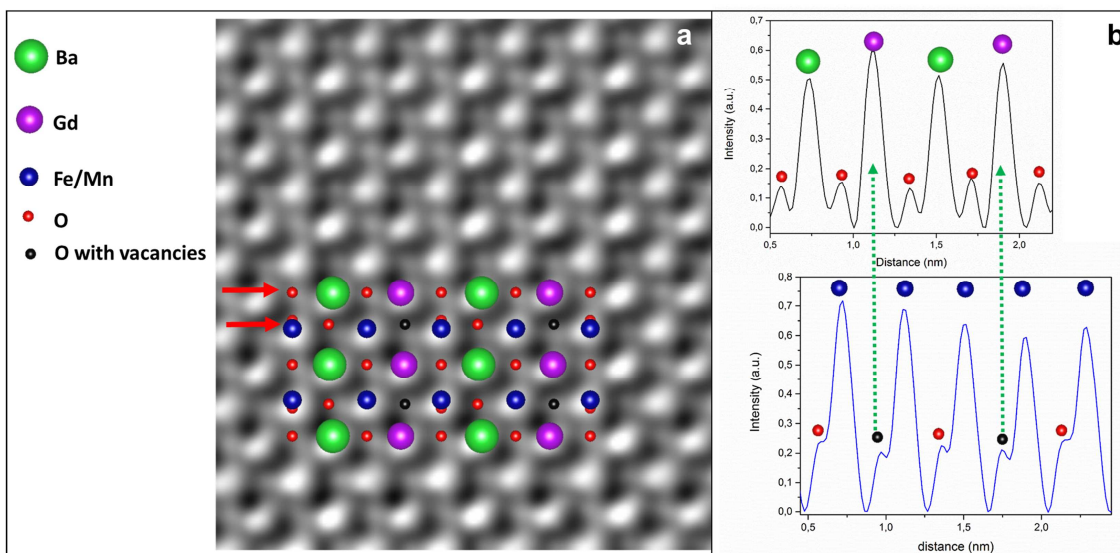 Ba
Gd
Fe/Mn
O
O with vacancies
a
b
0,7
0,6
0,5
0,4
0,3
0,2
0,1
0,0
Intensity (a.u.)
0,5 1,0 1,5 2,0
Distance (nm)
0,8
0,7
0,6
0,5
0,4
0,3
0,2
0,1
0,0
Intensity (a.u.)
0,5 1,0 1,5 2,0
distance (nm)